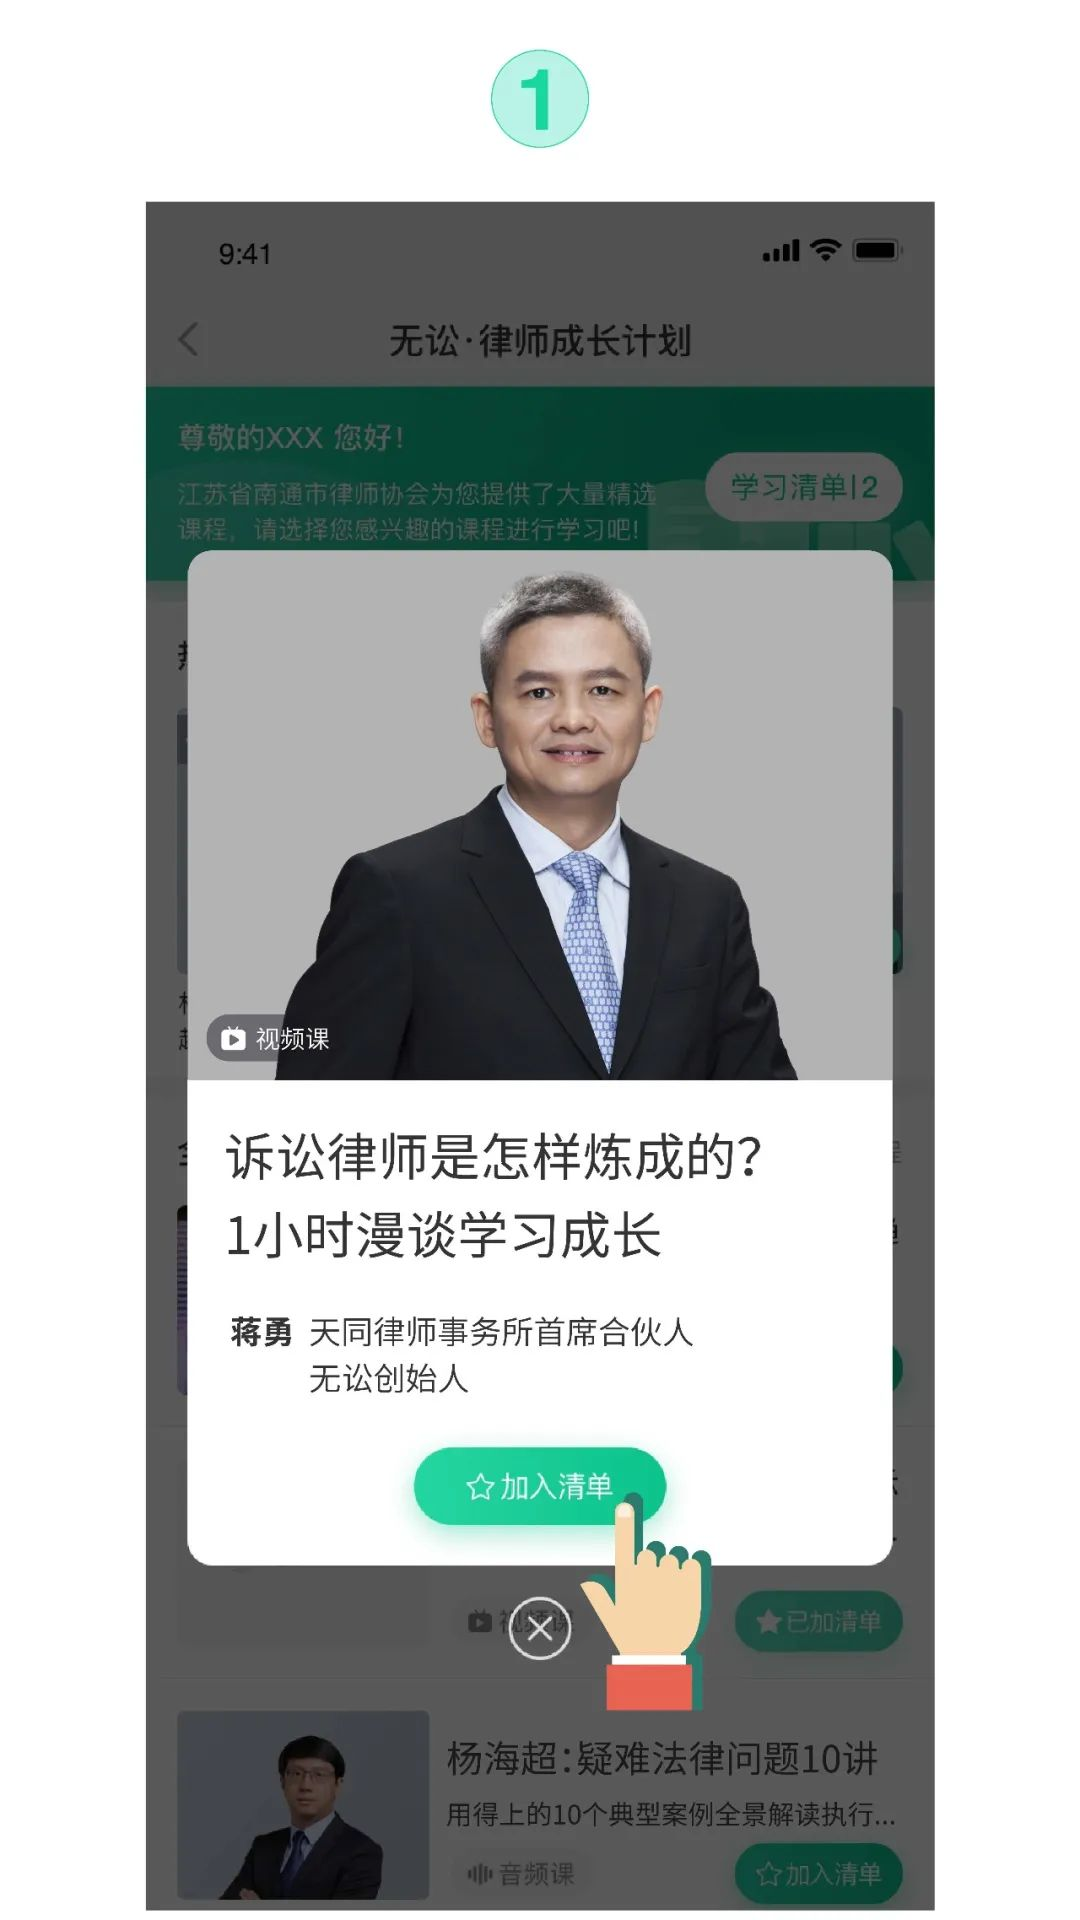 1
9:41
无讼·律师成长计划
尊敬的XXX 您好！
江苏省南通市律师协会为您提供了大量精选
课程，请选择您感兴趣的课程进行学习吧！
学习清单|2
视频课
诉讼律师是怎样炼成的？
1小时漫谈学习成长
蒋勇 天同律师事务所首席合伙人
无讼创始人
加入清单
视频课
已加清单
杨海超：疑难法律问题10讲
用得上的10个典型案例全景解读执行...
音频课
加入清单